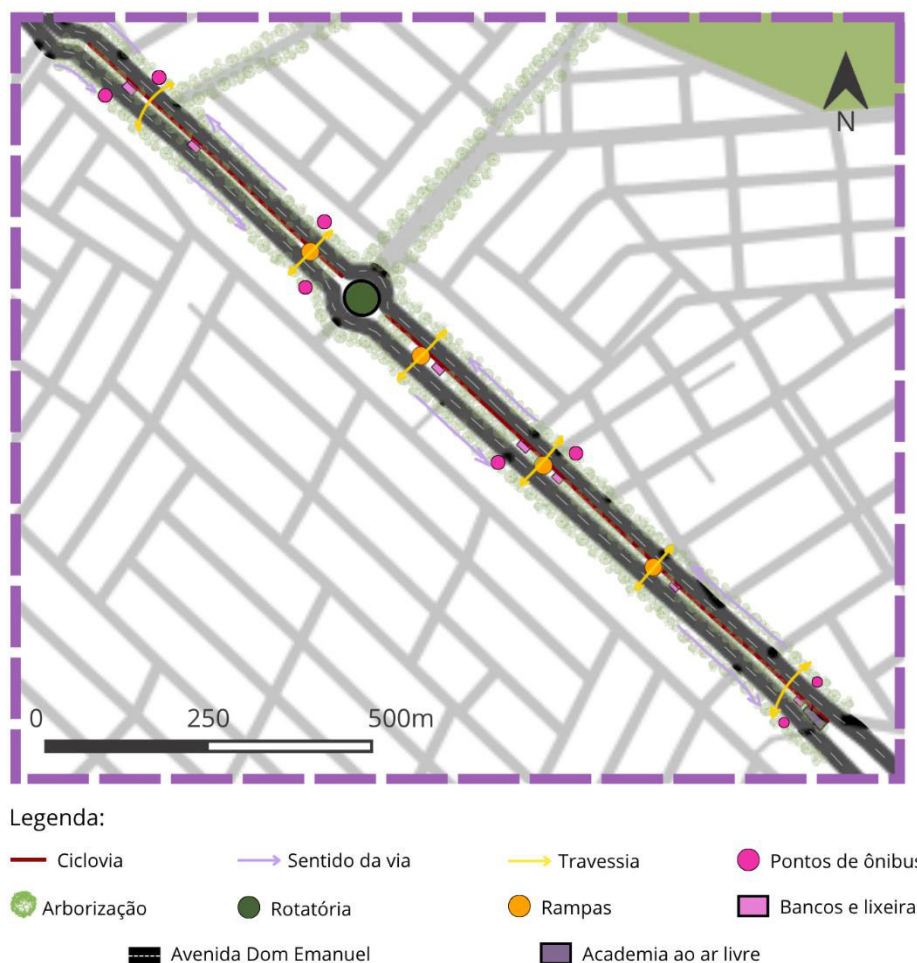 N
0 250 500m
Legenda:
Ciclovia Sentido da via Travessia Pontos de ônibus
Arborização Rotatória Rampas Bancos e lixeira
Avenida Dom Emanuel Academia ao ar livre